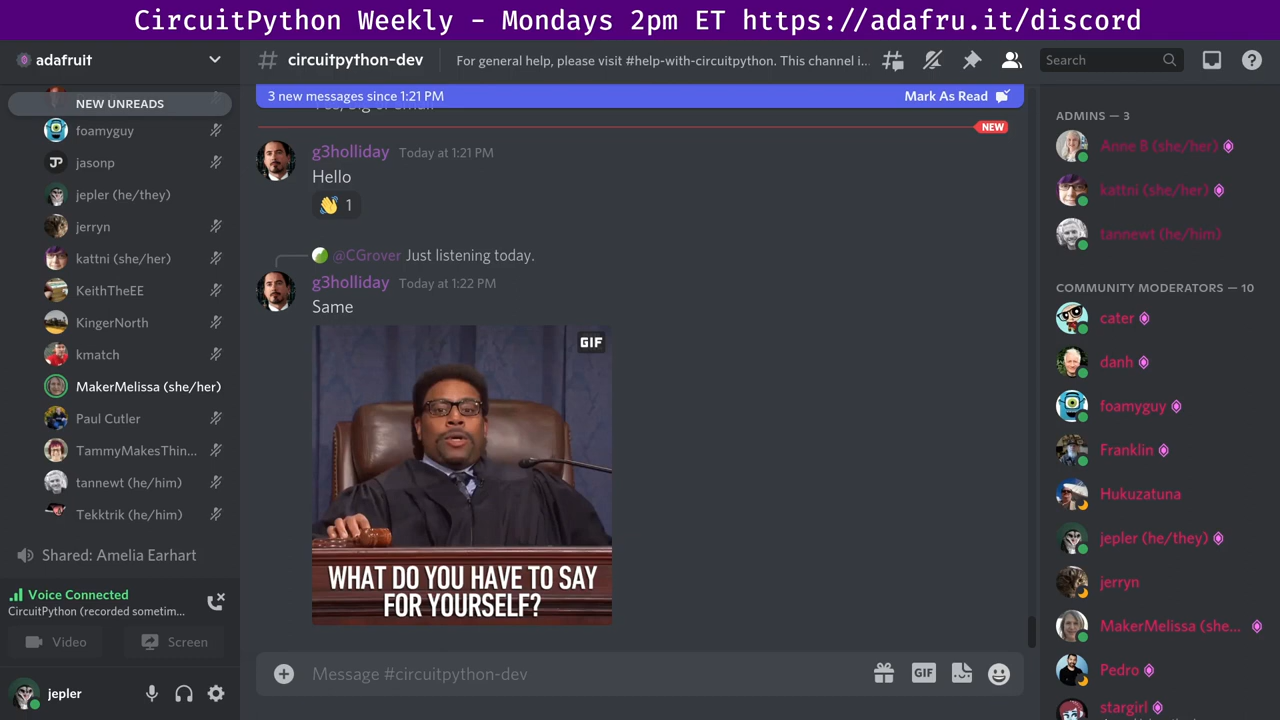 CircuitPython Weekly - Mondays 2pm ET https://adafru.it/discord
adafruit
NEW UNREADS
foamyguy
jasonp
jepler (he/they)
jerryn
kattni (she/her)
KeithTheEE
KingerNorth
kmatch
MakerMelissa (she/her)
Paul Cutler
TammyMakesThin...
tannewt (he/him)
Tekktrik (he/him)
Shared: Amelia Earhart
Voice Connected
CircuitPython (recorded sometim...
Video
Screen
jepler
# circuitpython-dev
For general help, please visit #help-with-circuitpython. This channel i...
Search
3 new messages since 1:21 PM
Mark As Read
NEW
g3holliday Today at 1:21 PM
Hello
👋 1
@CGrover Just listening today.
g3holliday Today at 1:22 PM
Same
GIF
WHAT DO YOU HAVE TO SAY
FOR YOURSELF?
Message #circuitpython-dev
GIF
ADMINS — 3
Anne B (she/her)
kattni (she/her)
tannewt (he/him)
COMMUNITY MODERATORS — 10
cater
danh
foamyguy
Franklin
Hukuzatuna
jepler (he/they)
jerryn
MakerMelissa (she...
Pedro
stargirl